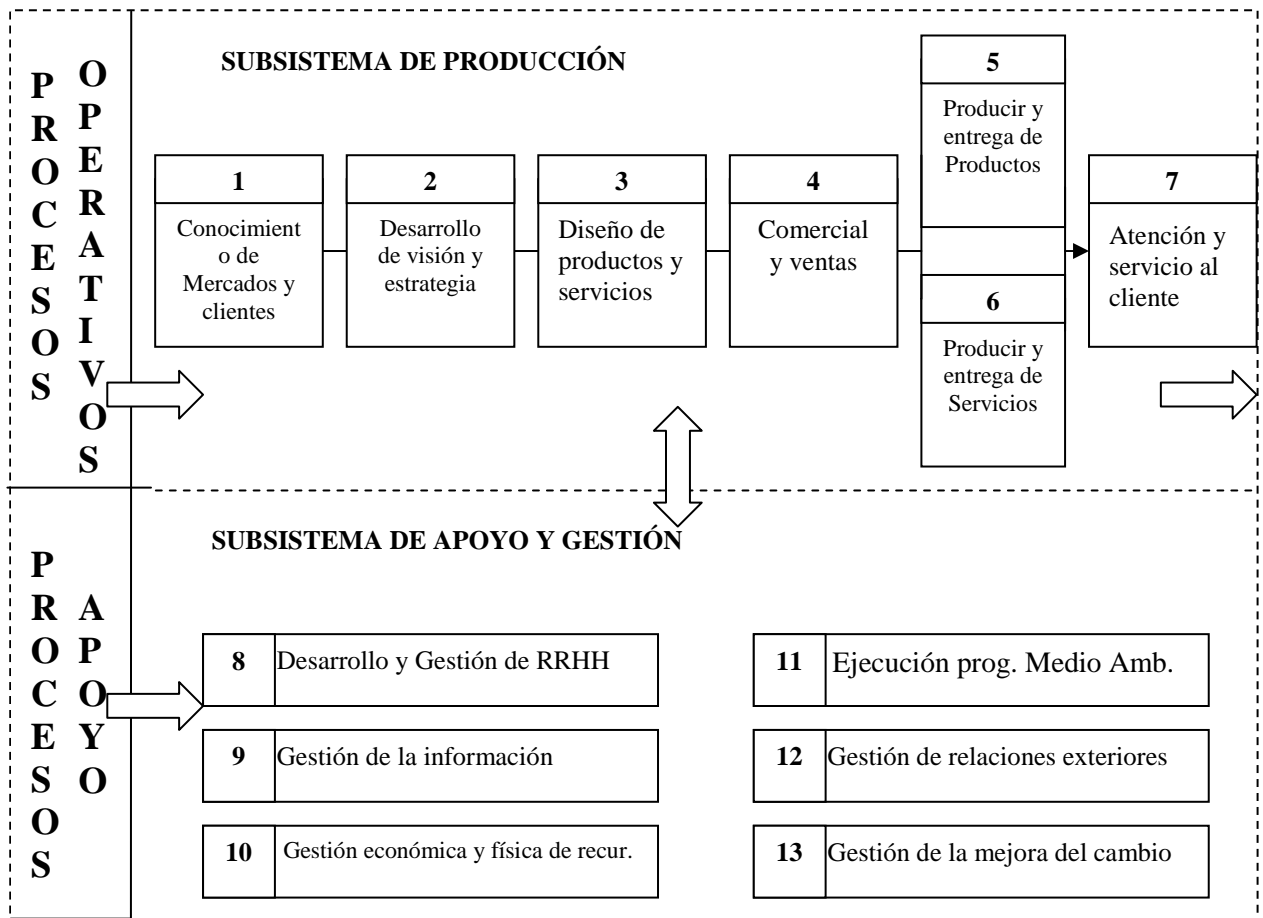 PROCESOS
OPERATIVOS
SUBSISTEMA DE PRODUCCIÓN
1
Conocimient
o de
Mercados y
clientes
2
Desarrollo
de visión y
estrategia
3
Diseño de
productos y
servicios
4
Comercial
y ventas
5
Producir y
entrega de
Productos
6
Producir y
entrega de
Servicios
7
Atención y
servicio al
cliente
PROCESOS
APOYO
SUBSISTEMA DE APOYO Y GESTIÓN
8 Desarrollo y Gestión de RRHH
9 Gestión de la información
10 Gestión económica y física de recur.
11 Ejecución prog. Medio Amb.
12 Gestión de relaciones exteriores
13 Gestión de la mejora del cambio